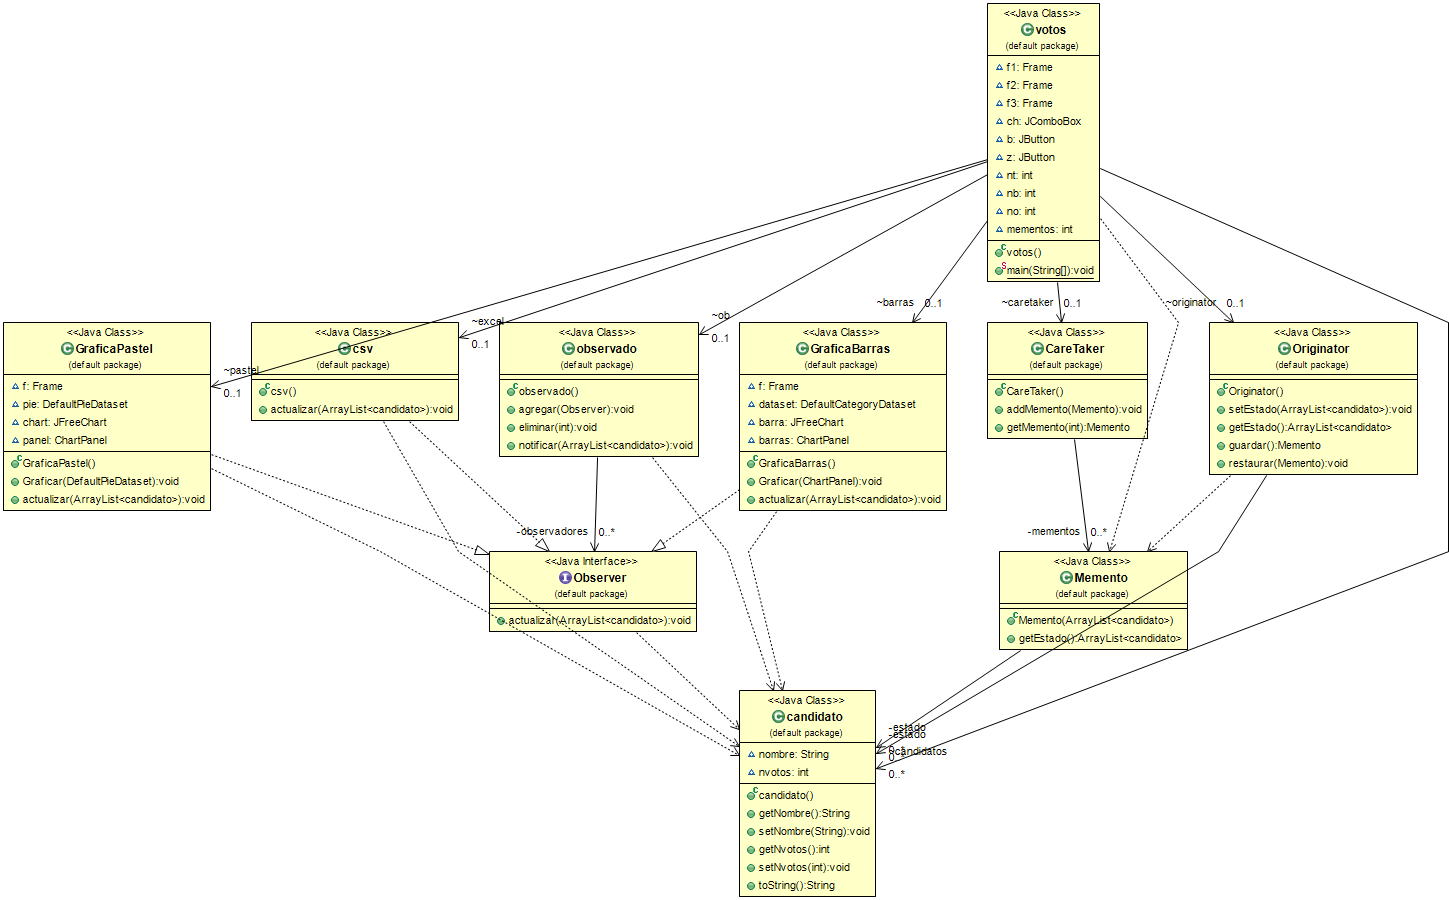 <<Java Class>>
votos
(default package)
f1: Frame
f2: Frame
f3: Frame
ch: JComboBox
b: JButton
z: JButton
nt: int
nb: int
no: int
mementos: int
votos()
main(String[]):void
~pastel
0..1
~excel
0..1
~ob
0..1
~barras
0..1
~caretaker
0..1
~originator
0..1
<<Java Class>>
GraficaPastel
(default package)
f: Frame
pie: DefaultPieDataset
chart: JFreeChart
panel: ChartPanel
GraficaPastel()
Graficar(DefaultPieDataset):void
actualizar(ArrayList<candidato>):void
<<Java Class>>
csv
(default package)
csv()
actualizar(ArrayList<candidato>):void
<<Java Class>>
observado
(default package)
observado()
agregar(Observer):void
eliminar(int):void
notificar(ArrayList<candidato>):void
<<Java Class>>
GraficaBarras
(default package)
f: Frame
dataset: DefaultCategoryDataset
barra: JFreeChart
barras: ChartPanel
GraficaBarras()
Graficar(ChartPanel):void
actualizar(ArrayList<candidato>):void
<<Java Class>>
CareTaker
(default package)
CareTaker()
addMemento(Memento):void
getMemento(int):Memento
<<Java Class>>
Originator
(default package)
Originator()
setEstado(ArrayList<candidato>):void
getEstado():ArrayList<candidato>
guardar():Memento
restaurar(Memento):void
-observadores
0..*
-mementos
0..*
<<Java Interface>>
Observer
(default package)
actualizar(ArrayList<candidato>):void
<<Java Class>>
Memento
(default package)
Memento(ArrayList<candidato>)
getEstado():ArrayList<candidato>
<<Java Class>>
candidato
(default package)
nombre: String
nvotos: int
candidato()
getNombre():String
setNombre(String):void
getNvotos():int
setNvotos(int):void
toString():String
-estado
-estado
~candidatos
0..*